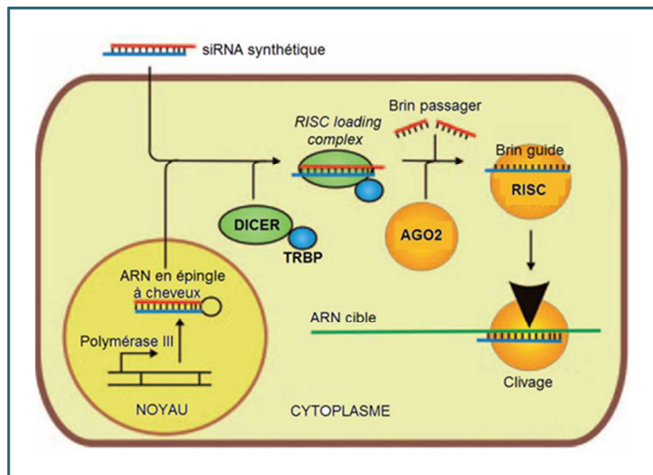 siRNA synthétique
Brin passager
RISC loading
complex
Brin guide
RISC
DICER
TRBP
AGO2
ARN en épingle
à cheveux
ARN cible
Polymérase III
Clivage
NOYAU
CYTOPLASME